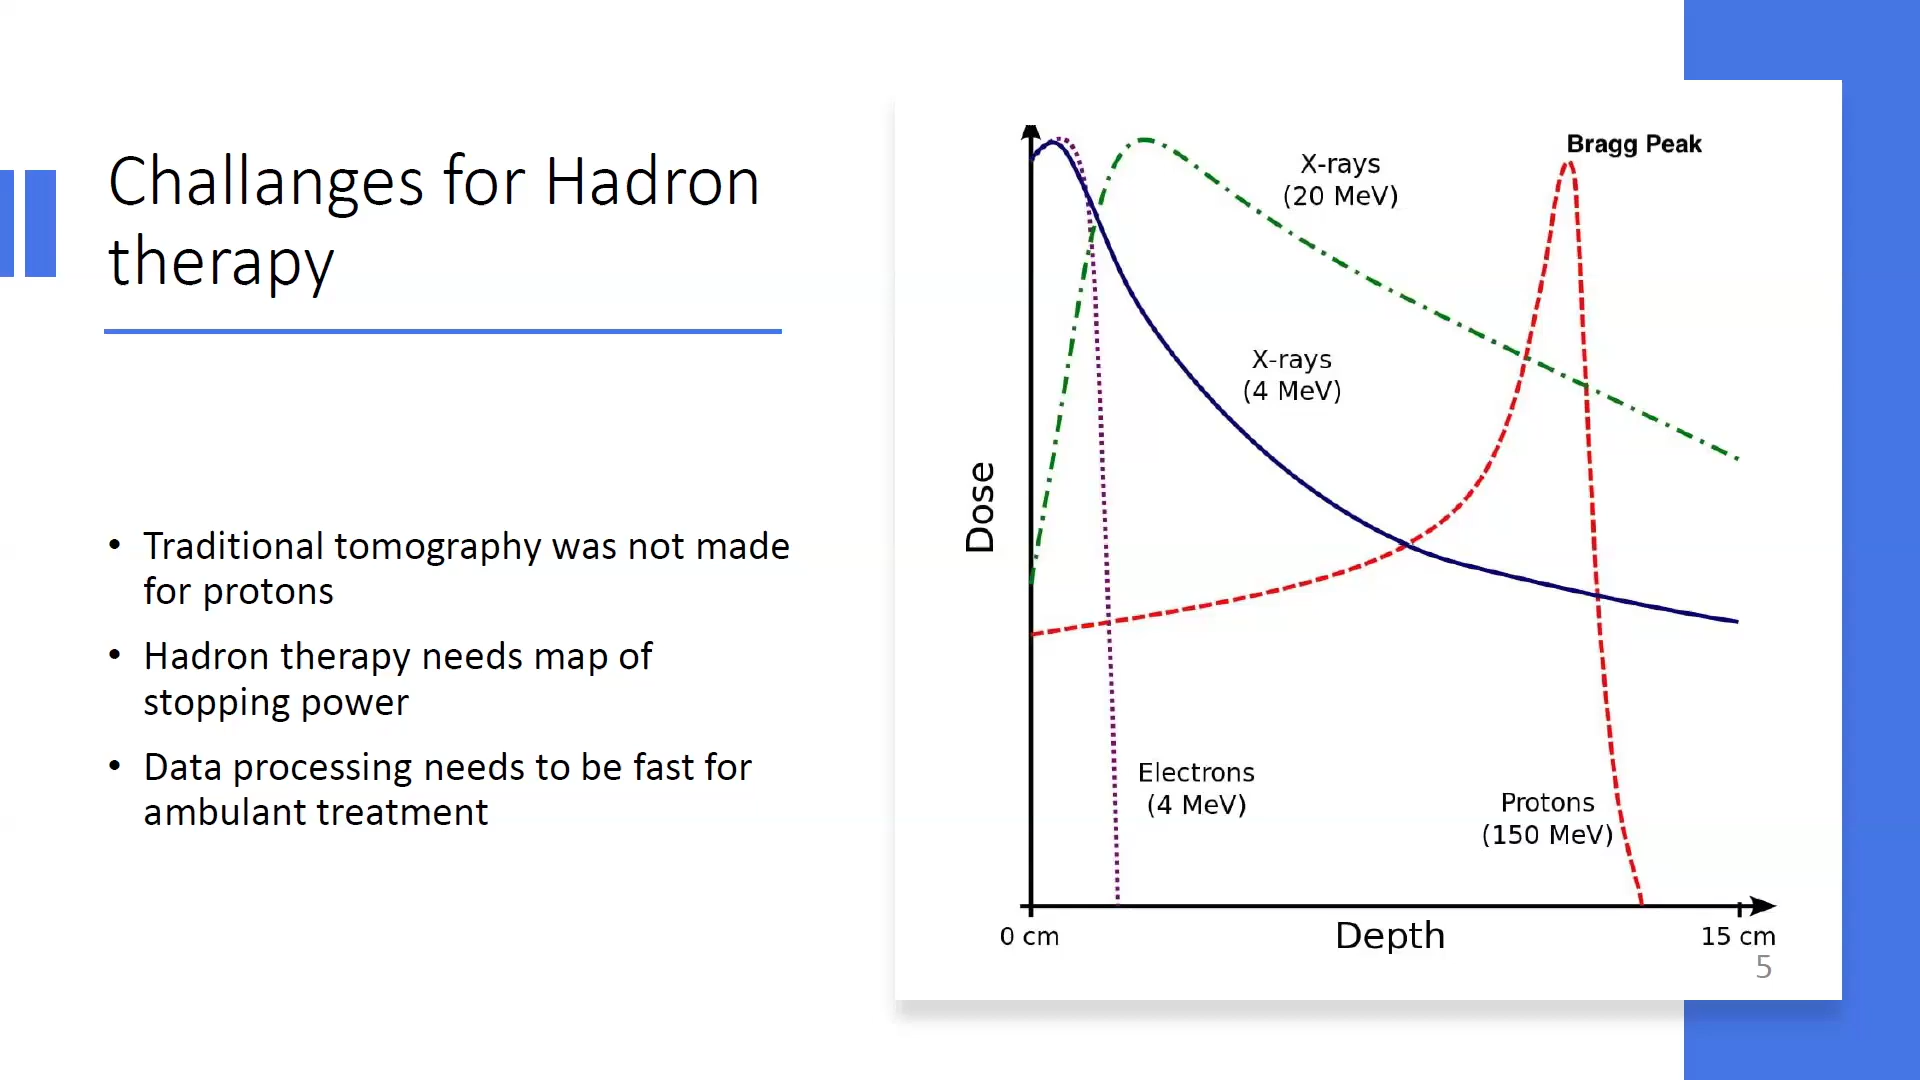 Challanges for Hadron
therapy
• Traditional tomography was not made
for protons
• Hadron therapy needs map of
stopping power
• Data processing needs to be fast for
ambulant treatment
Bragg Peak
X-rays
(20 MeV)
X-rays
(4 MeV)
Dose
Electrons
(4 MeV)
Protons
(150 MeV)
0 cm
Depth
15 cm
5